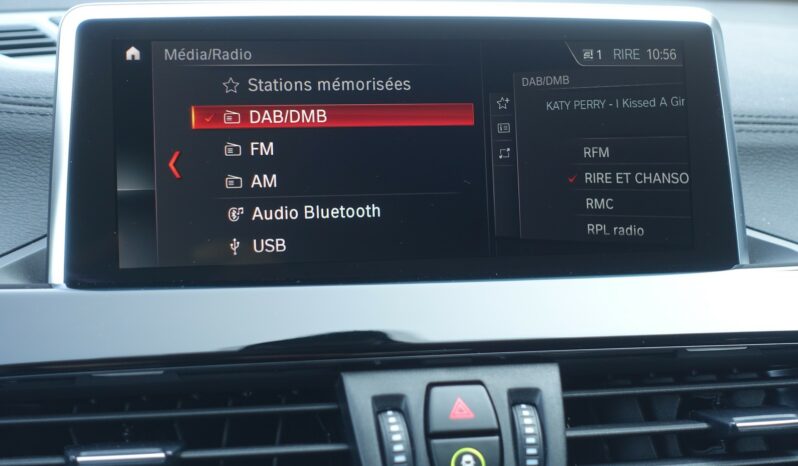 Média/Radio
1 RIRE 10:56
Stations mémorisées
DAB/DMB
FM
AM
Audio Bluetooth
USB
DAB/DMB
KATY PERRY - I Kissed A Gir
RFM
RIRE ET CHANSO
RMC
RPL radio